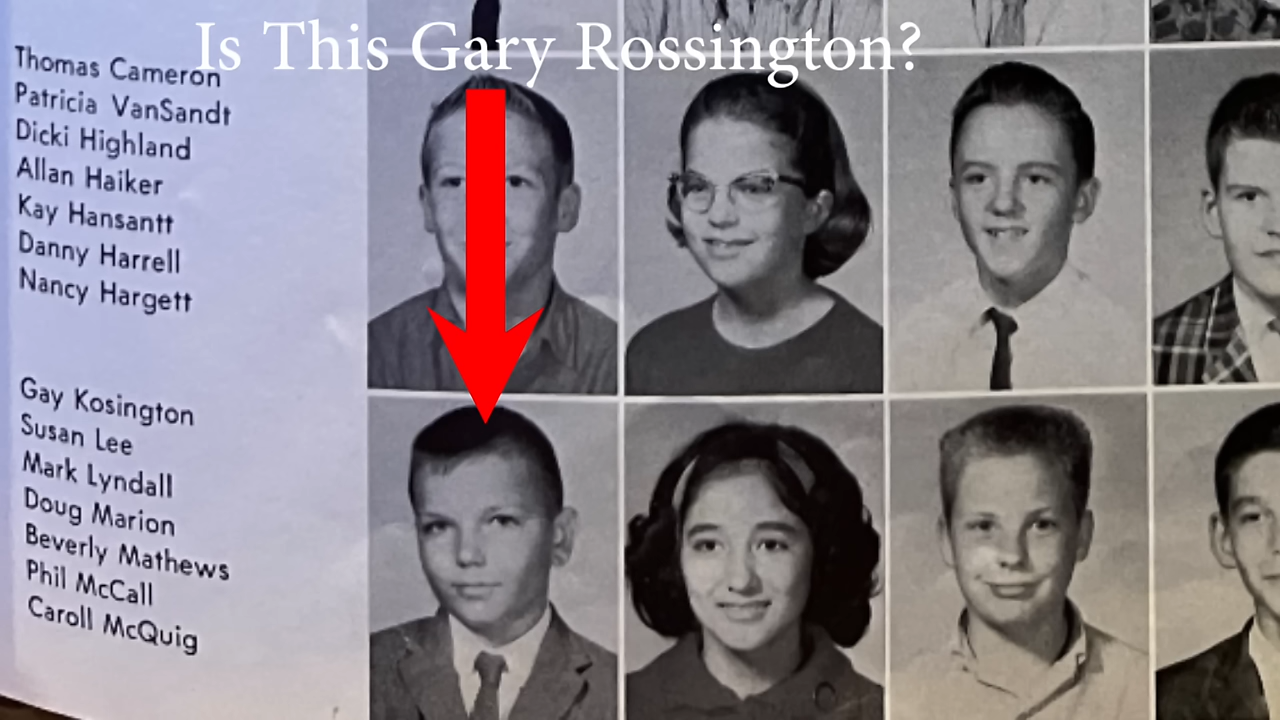 Is This Gary Rossington?
Thomas Cameron
Patricia VanSandt
Dicki Highland
Allan Haiker
Kay Hansantt
Danny Harrell
Nancy Hargett
Gay Kosington
Susan Lee
Mark Lyndall
Doug Marion
Beverly Mathews
Phil McCall
Caroll McQuig